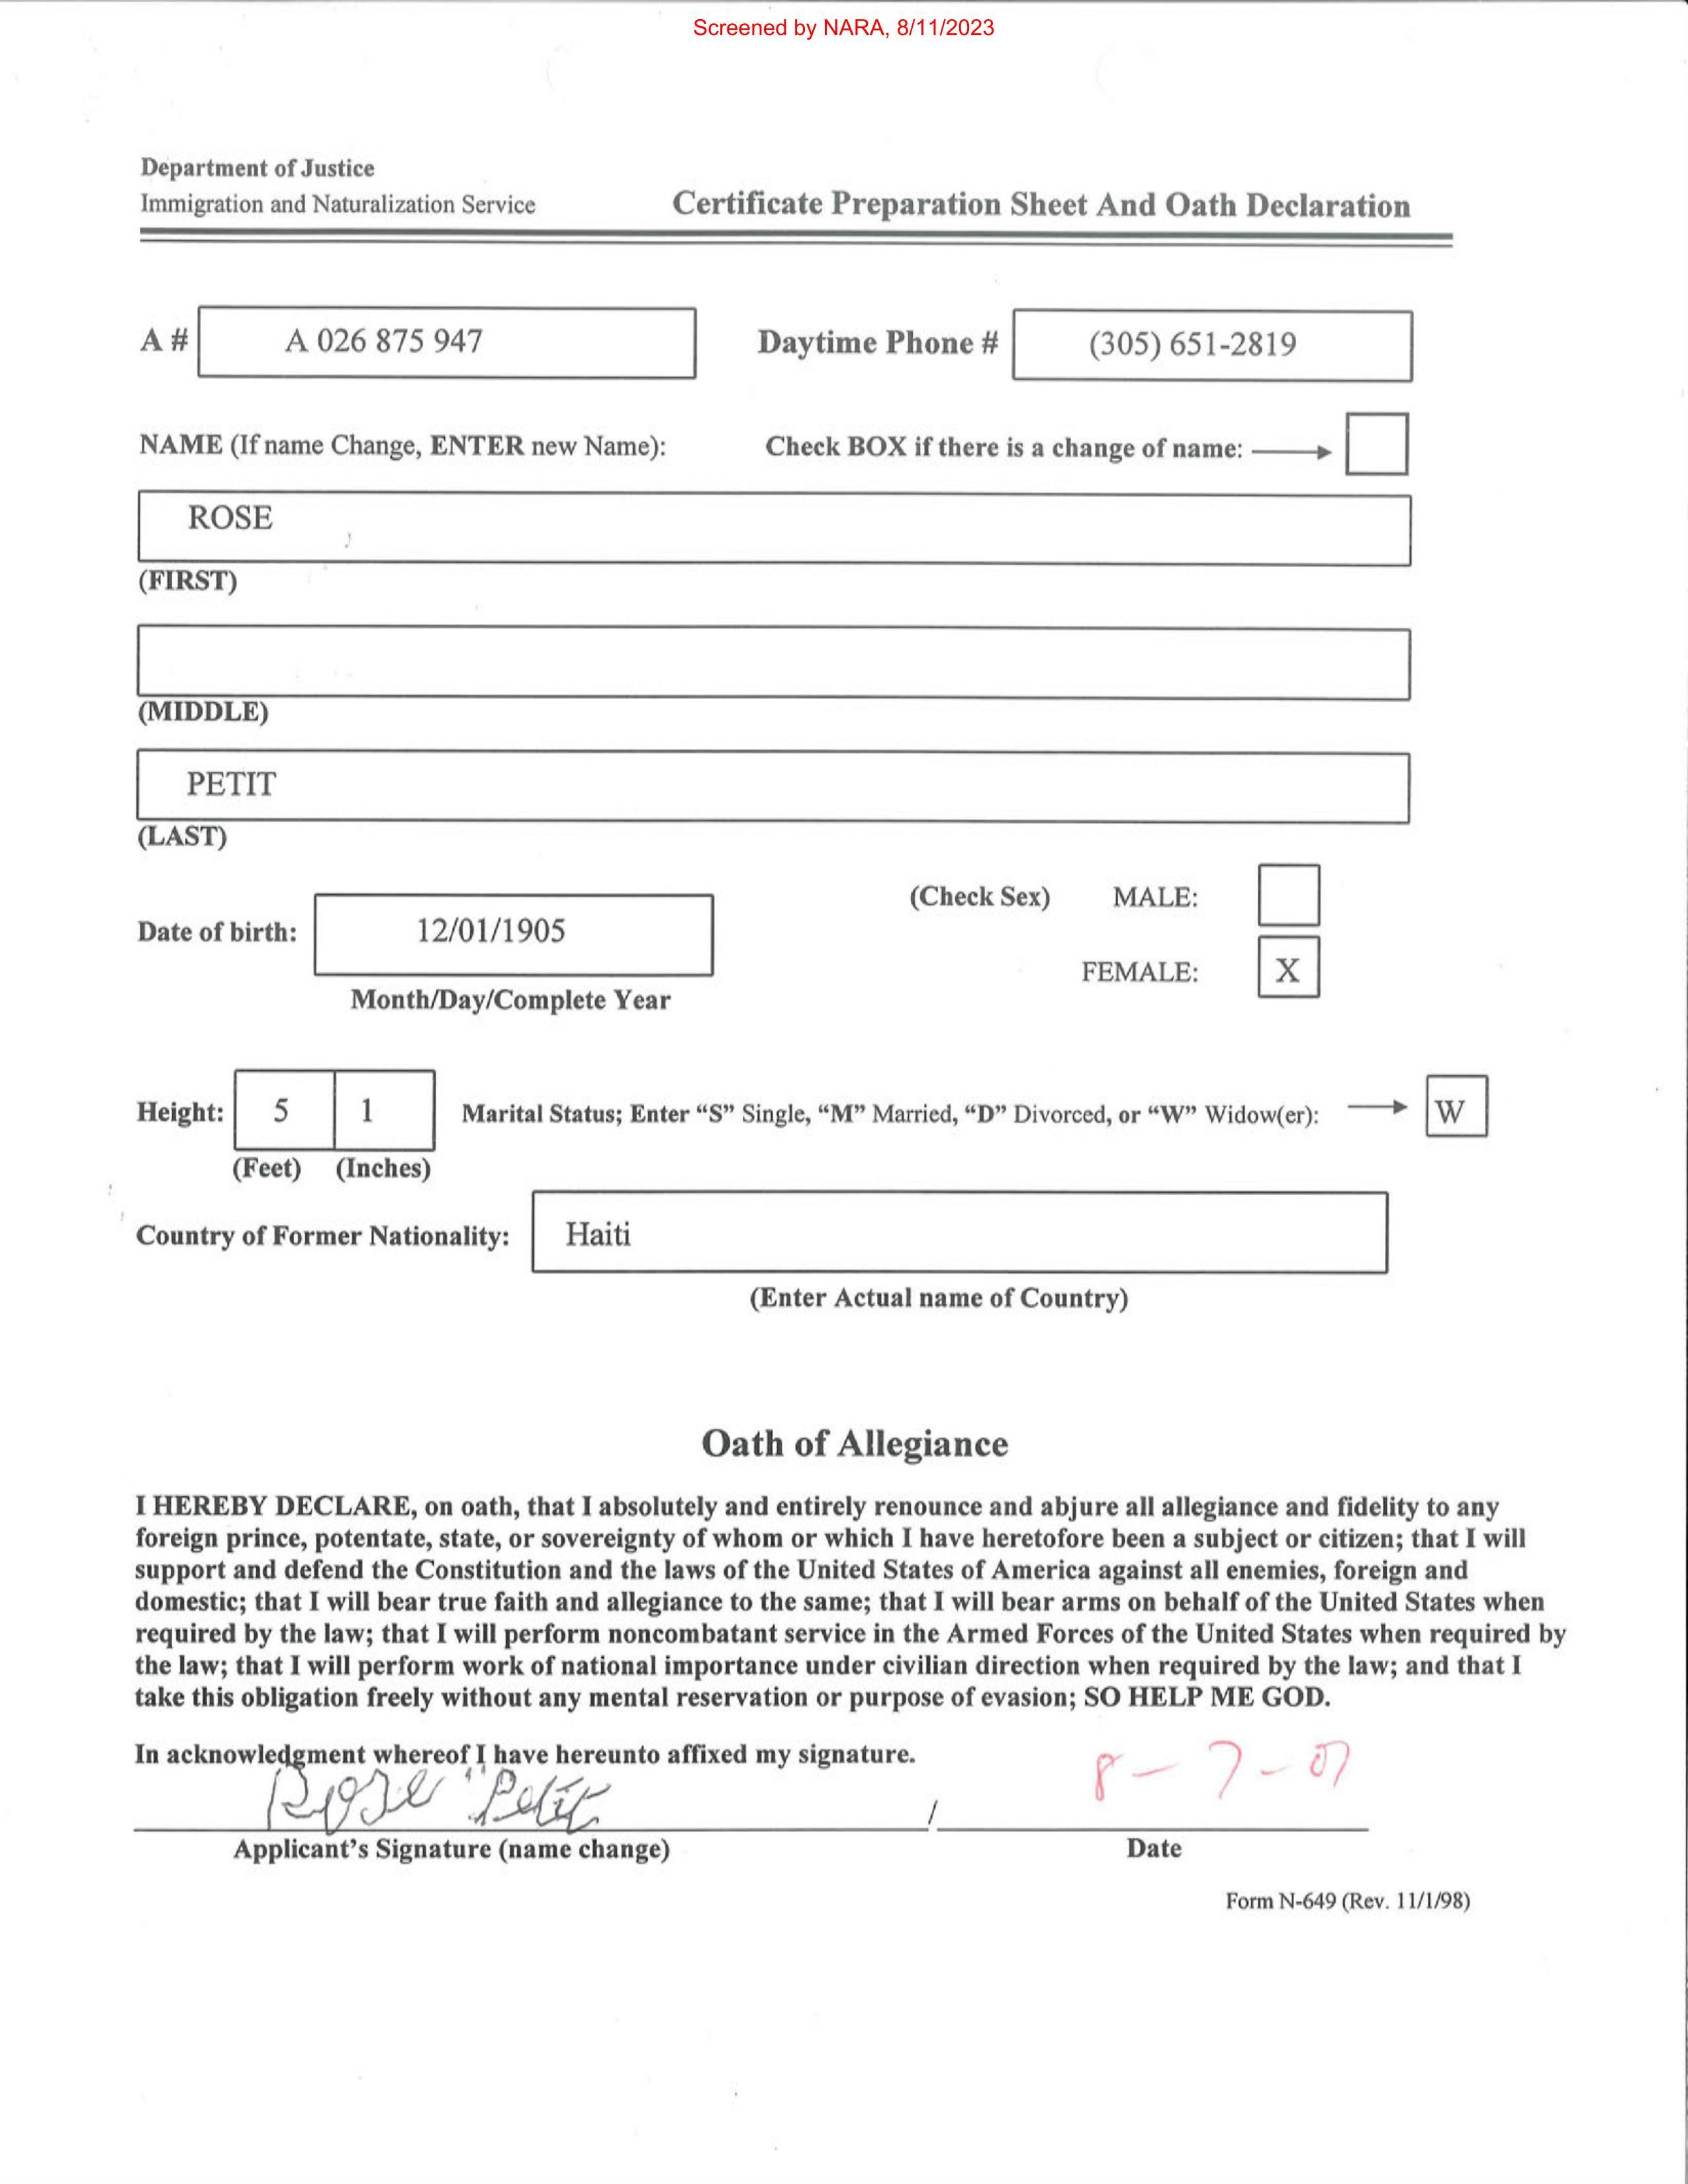 Screened by NARA, 8/11/2023
Department of Justice
Immigration and Naturalization Service
Certificate Preparation Sheet And Oath Declaration
A # A 026 875 947 Daytime Phone # (305) 651-2819
NAME (If name Change, ENTER new Name): Check BOX if there is a change of name:
ROSE
(FIRST)
(MIDDLE)
PETIT
(LAST)
(Check Sex) MALE:
Date of birth: 12/01/1905
FEMALE: X
Month/Day/Complete Year
Height: 5 1 Marital Status; Enter “S” Single, “M” Married, “D” Divorced, or “W” Widow(er): W
(Feet) (Inches)
Country of Former Nationality: Haiti
(Enter Actual name of Country)
Oath of Allegiance
I HEREBY DECLARE, on oath, that I absolutely and entirely renounce and abjure all allegiance and fidelity to any
foreign prince, potentate, state, or sovereignty of whom or which I have heretofore been a subject or citizen; that I will
support and defend the Constitution and the laws of the United States of America against all enemies, foreign and
domestic; that I will bear true faith and allegiance to the same; that I will bear arms on behalf of the United States when
required by the law; that I will perform noncombatant service in the Armed Forces of the United States when required by
the law; that I will perform work of national importance under civilian direction when required by the law; and that I
take this obligation freely without any mental reservation or purpose of evasion; SO HELP ME GOD.
In acknowledgment whereof I have hereunto affixed my signature.
Rose Petit / 8-7-01
Applicant’s Signature (name change) Date
Form N-649 (Rev. 11/1/98)